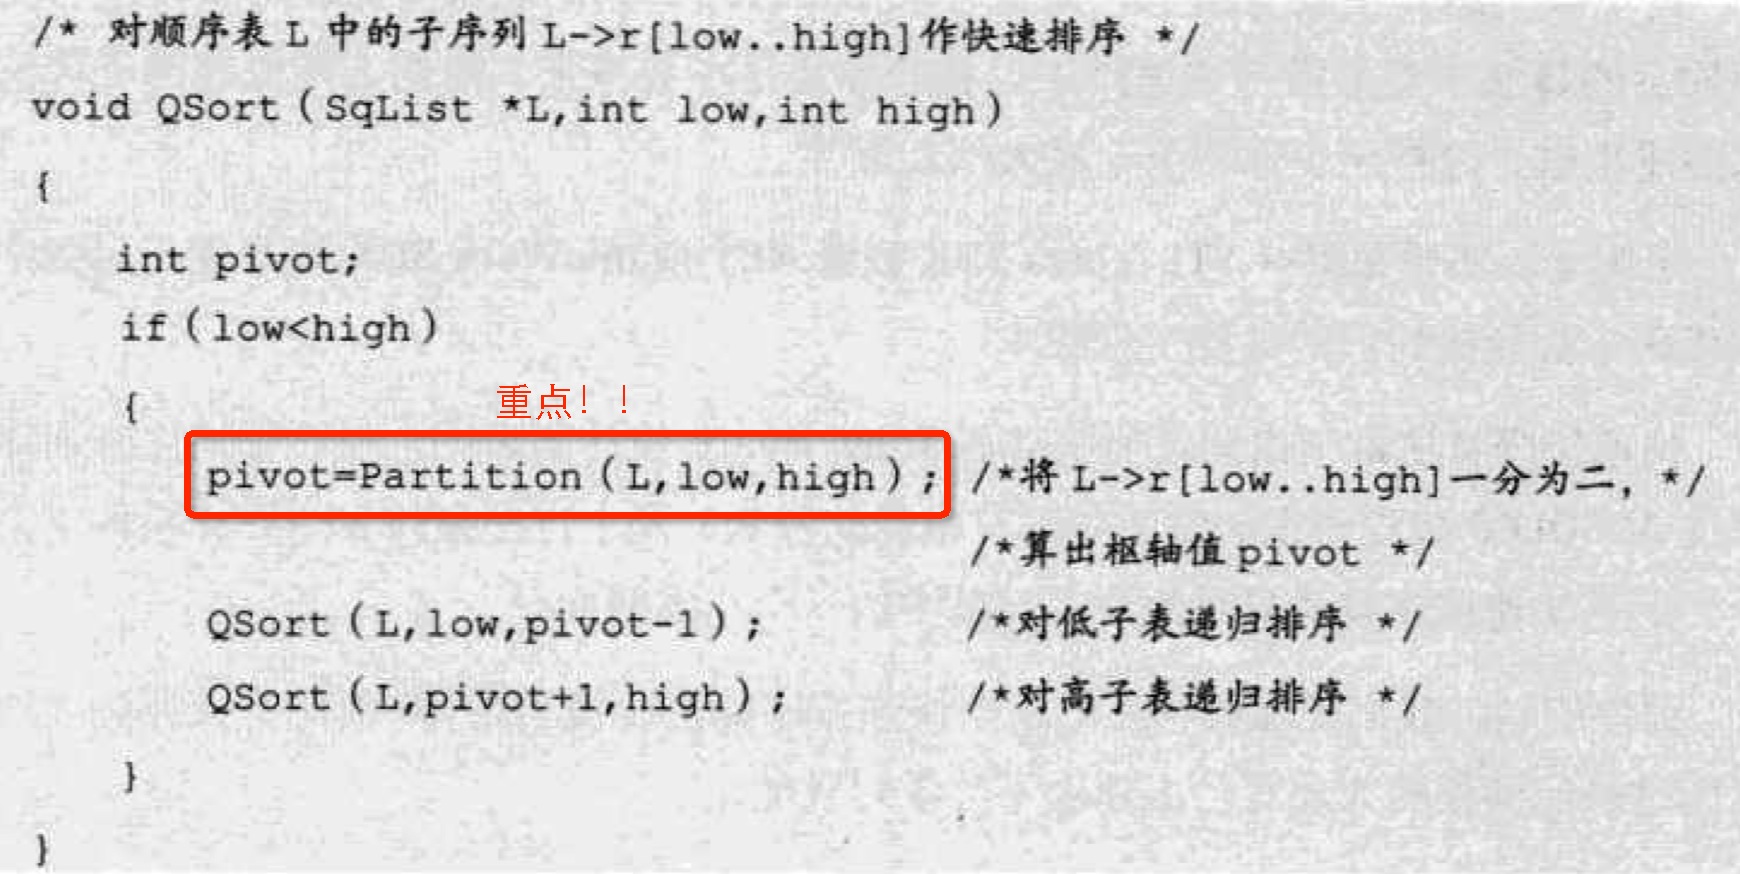 /* 对顺序表 L 中的子序列 L->r[low..high]作快速排序 */
void QSort(SqList *L,int low,int high)
{
int pivot;
if(low<high)
{
重点！！
pivot=Partition(L,low,high); /*将 L->r[low..high]一分为二，*/
/*算出枢轴值 pivot */
QSort(L,low,pivot-1); /*对低子表递归排序 */
QSort(L,pivot+1,high); /*对高子表递归排序 */
}
}